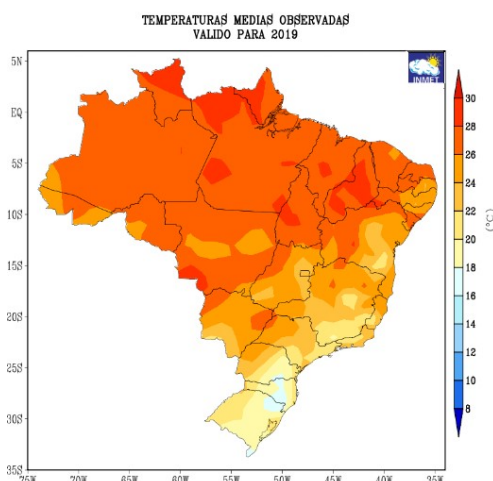 TEMPERATURAS MEDIAS OBSERVADAS
VALIDO PARA 2019
INMET
5N
EQ
5S
10S
15S
20S
25S
30S
35S
75W
70W
65W
60W
55W
50W
45W
40W
35W
30
28
26
24
22
20
18
16
14
12
10
8
(°C)